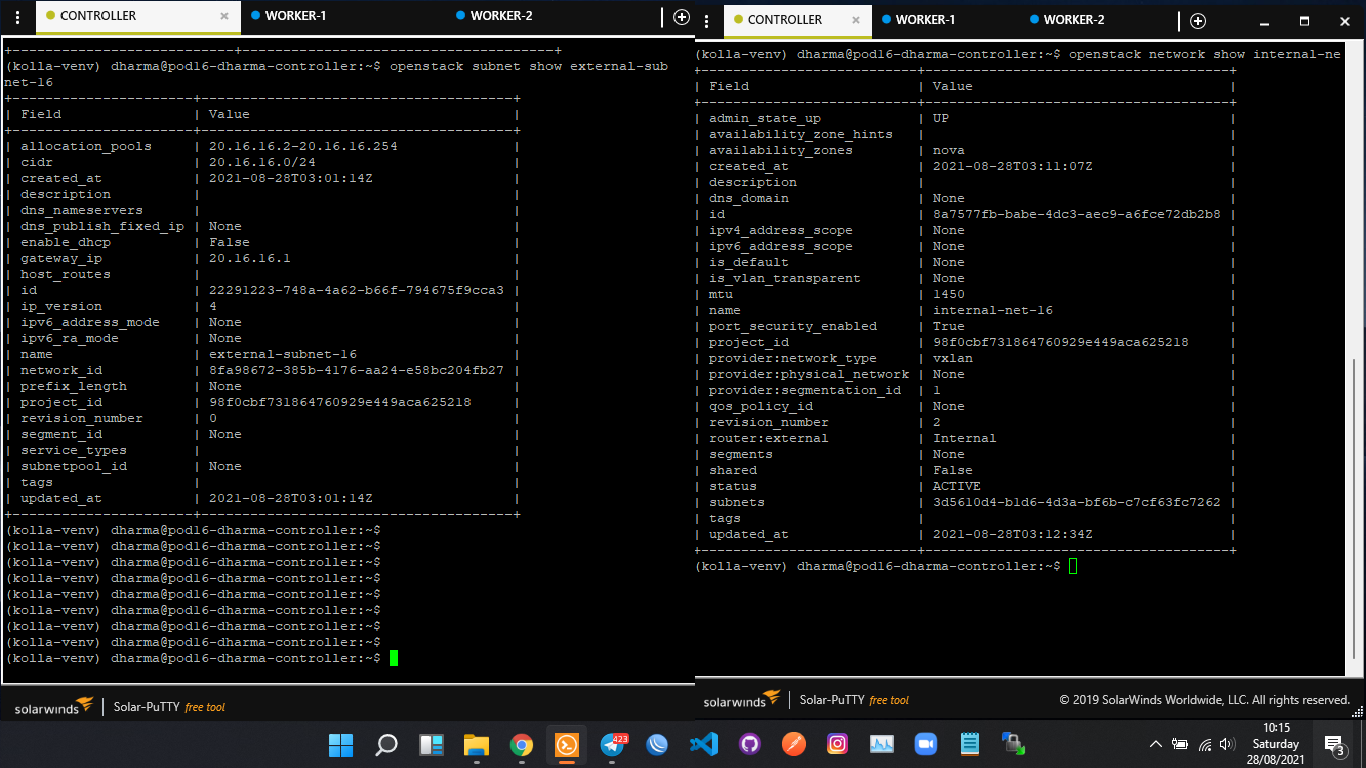 CONTROLLER × WORKER-1 WORKER-2
+--------------------------+------------------------------------+
(kolla-venv) dharma@pod16-dharma-controller:~$ openstack subnet show external-sub
net-16
+---------------------+------------------------------------+
| Field | Value |
+---------------------+------------------------------------+
| allocation_pools | 20.16.16.2-20.16.16.254 |
| cidr | 20.16.16.0/24 |
| created_at | 2021-08-28T03:01:14Z |
| description | |
| dns_nameservers | |
| dns_publish_fixed_ip | None |
| enable_dhcp | False |
| gateway_ip | 20.16.16.1 |
| host_routes | |
| id | 22291223-748a-4a62-b66f-794675f9cca3 |
| ip_version | 4 |
| ipv6_address_mode | None |
| ipv6_ra_mode | None |
| name | external-subnet-16 |
| network_id | 8fa98672-385b-4176-aa24-e58bc204fb27 |
| prefix_length | None |
| project_id | 98f0cbf731864760929e449aca625218 |
| revision_number | 0 |
| segment_id | None |
| service_types | |
| subnetpool_id | None |
| tags | |
| updated_at | 2021-08-28T03:01:14Z |
+---------------------+------------------------------------+
(kolla-venv) dharma@pod16-dharma-controller:~$
(kolla-venv) dharma@pod16-dharma-controller:~$
(kolla-venv) dharma@pod16-dharma-controller:~$
(kolla-venv) dharma@pod16-dharma-controller:~$
(kolla-venv) dharma@pod16-dharma-controller:~$
(kolla-venv) dharma@pod16-dharma-controller:~$
(kolla-venv) dharma@pod16-dharma-controller:~$
(kolla-venv) dharma@pod16-dharma-controller:~$
(kolla-venv) dharma@pod16-dharma-controller:~$
solarwinds | Solar-PuTTY free tool
CONTROLLER × WORKER-1 WORKER-2
(kolla-venv) dharma@pod16-dharma-controller:~$ openstack network show internal-ne
+-------------------------+------------------------------------+
| Field | Value |
+-------------------------+------------------------------------+
| admin_state_up | UP |
| availability_zone_hints | |
| availability_zones | nova |
| created_at | 2021-08-28T03:11:07Z |
| description | |
| dns_domain | None |
| id | 8a7577fb-babe-4dc3-aec9-a6fce72db2b8 |
| ipv4_address_scope | None |
| ipv6_address_scope | None |
| is_default | None |
| is_vlan_transparent | None |
| mtu | 1450 |
| name | internal-net-16 |
| port_security_enabled | True |
| project_id | 98f0cbf731864760929e449aca625218 |
| provider:network_type | vxlan |
| provider:physical_network | None |
| provider:segmentation_id | 1 |
| qos_policy_id | None |
| revision_number | 2 |
| router:external | Internal |
| segments | None |
| shared | False |
| status | ACTIVE |
| subnets | 3d5610d4-b1d6-4d3a-bf6b-c7cf63fc7262 |
| tags | |
| updated_at | 2021-08-28T03:12:34Z |
+-------------------------+------------------------------------+
(kolla-venv) dharma@pod16-dharma-controller:~$
solarwinds | Solar-PuTTY free tool © 2019 SolarWinds Worldwide, LLC. All rights reserved.
423
10:15
Saturday
28/08/2021
3